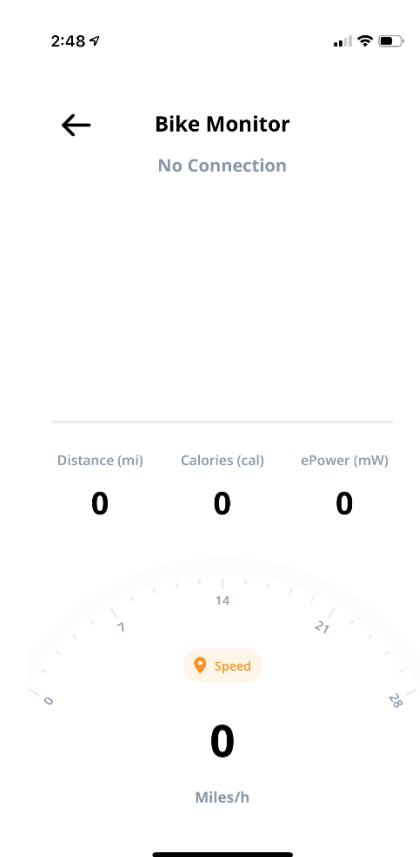 2:48
Bike Monitor
No Connection
Distance (mi) Calories (cal) ePower (mW)
0 0 0
0 7 14 21 28
Speed
0
Miles/h